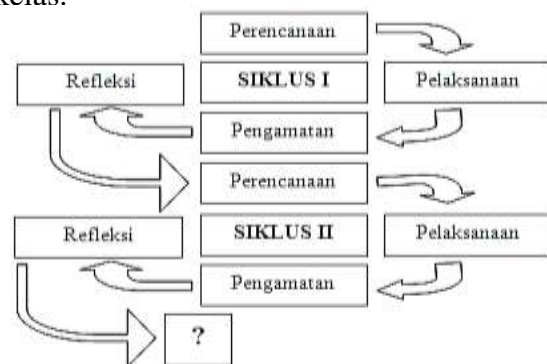 kelas.
Perencanaan
Refleksi
SIKLUS I
Pelaksanaan
Pengamatan
Perencanaan
Refleksi
SIKLUS II
Pelaksanaan
Pengamatan
?